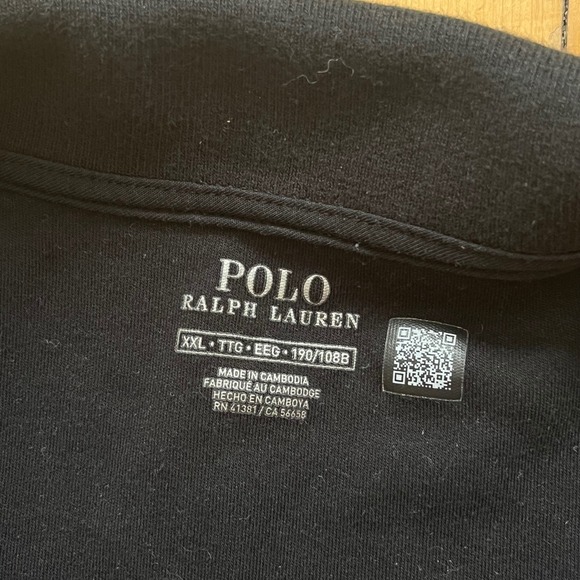 POLO
RALPH LAUREN
XXL • TTG • EEG • 190/108B
MADE IN CAMBODIA
FABRIQUÉ AU CAMBODGE
HECHO EN CAMBOYA
RN 41381 / CA 56658